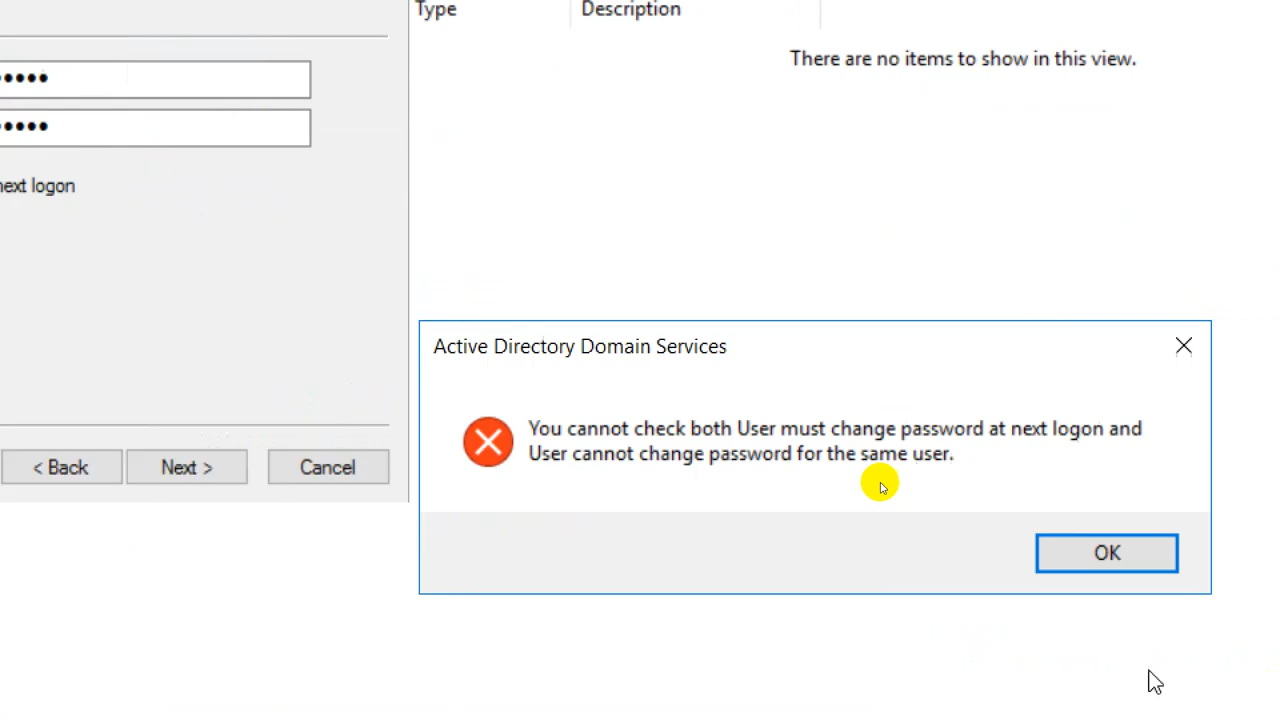 Type Description
There are no items to show in this view.
next logon
< Back Next > Cancel
Active Directory Domain Services
You cannot check both User must change password at next logon and
User cannot change password for the same user.
OK